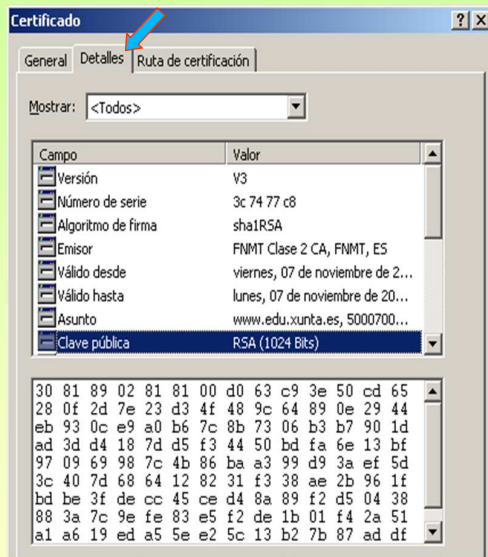 Certificado
General Detalles Ruta de certificación
Mostrar: <Todos>
Campo Valor
Versión V3
Número de serie 3c 74 77 c8
Algoritmo de firma sha1RSA
Emisor FNMT Clase 2 CA, FNMT, ES
Válido desde viernes, 07 de noviembre de 2...
Válido hasta lunes, 07 de noviembre de 20...
Asunto www.edu.xunta.es, 5000700...
Clave pública RSA (1024 Bits)
30 81 89 02 81 81 00 d0 63 c9 3e 50 cd 65
28 0f 2d 7e 23 d3 4f 48 9c 64 89 0e 29 44
eb 93 0c e9 a0 b6 7c 8b 73 06 b3 b7 90 1d
ad 3d d4 18 7d d5 f3 44 50 bd fa 6e 13 bf
97 09 69 98 7c 4b 86 ba a3 99 d9 3a ef 5d
3c 40 7d 68 64 12 82 31 f3 38 ae 2b 96 1f
bd be 3f de cc 45 ce d4 8a 89 f2 d5 04 38
88 3a 7c 9e fe 83 e5 f2 de 1b 01 f4 2a 51
a1 a6 19 ed a5 5e e2 5c 13 b2 7b 87 ad df